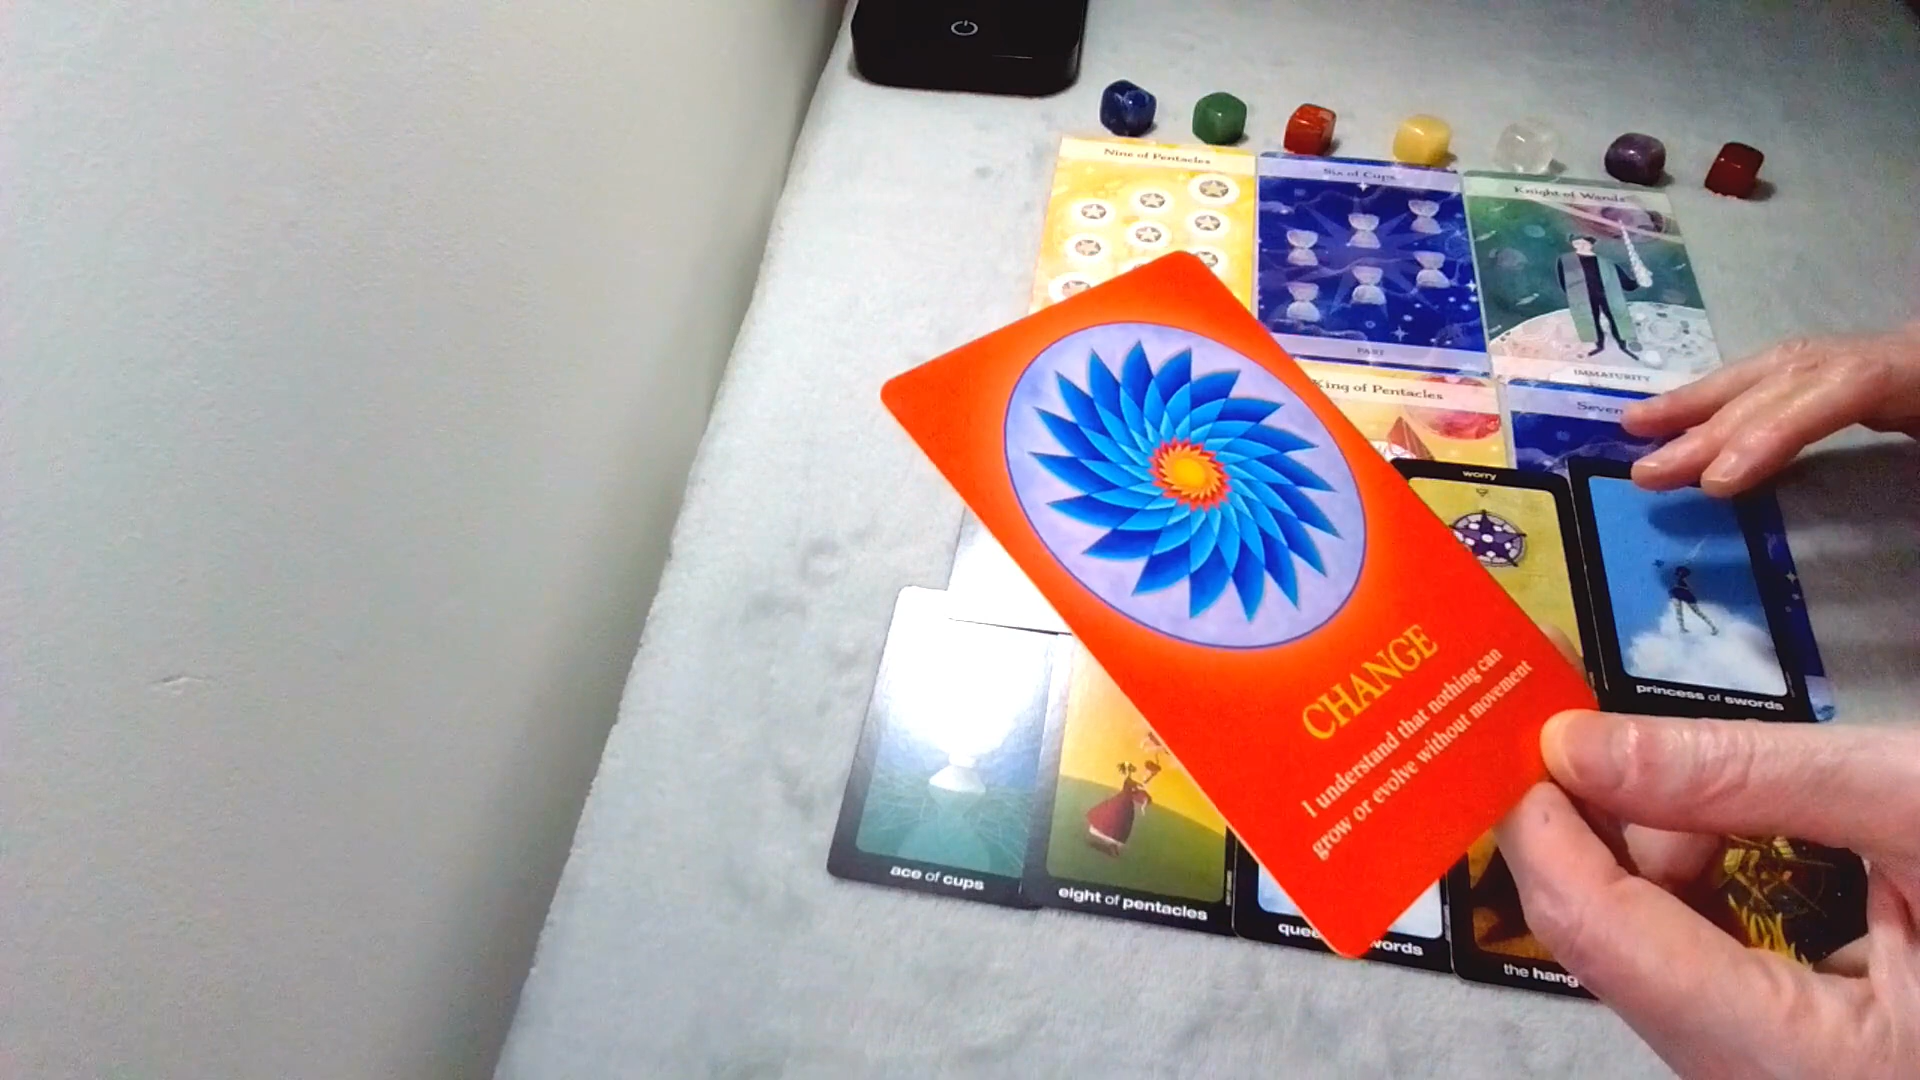 Nine of Pentacles
Six of Cups
Knight of Wands
PAST
IMMATURITY
King of Pentacles
Seven
worry
princess of swords
CHANGE
I understand that nothing can
grow or evolve without movement
ace of cups
eight of pentacles
the hang